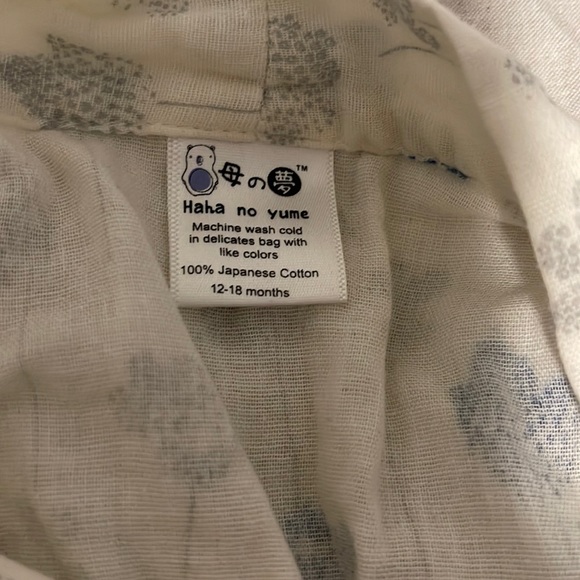 母の夢™
Haha no yume
Machine wash cold
in delicates bag with
like colors
100% Japanese Cotton
12-18 months